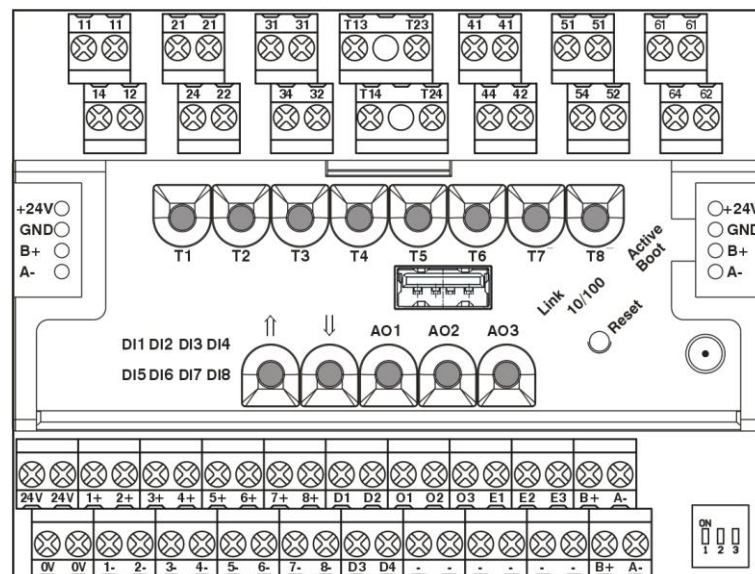 11 11 21 21 31 31 T13 T23 41 41 51 51 61 61
14 12 24 22 34 32 T14 T24 44 42 54 52 64 62
+24V +24V
GND GND
B+ B+
A- A-
T1 T2 T3 T4 T5 T6 T7 T8
Active
Boot
Link
10/100
Reset
AO1 AO2 AO3
DI1 DI2 DI3 DI4
DI5 DI6 DI7 DI8
24V 24V 1+ 2+ 3+ 4+ 5+ 6+ 7+ 8+ D1 D2 O1 O2 O3 E1 E2 E3 B+ A-
ON
1 2 3
0V 0V 1- 2- 3- 4- 5- 6- 7- 8- D3 D4 - - - - - - B+ A-